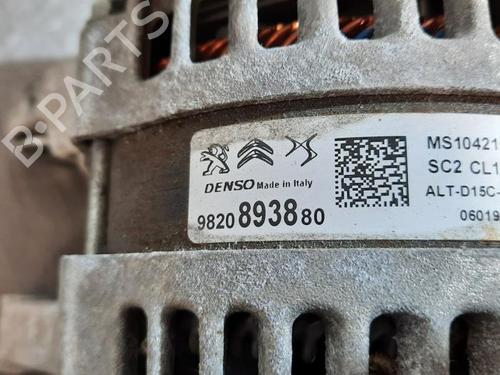 B-PARTS
MS10421
SC2 CL1
DENSO Made in Italy
ALT-D15C-
9820893880
06019